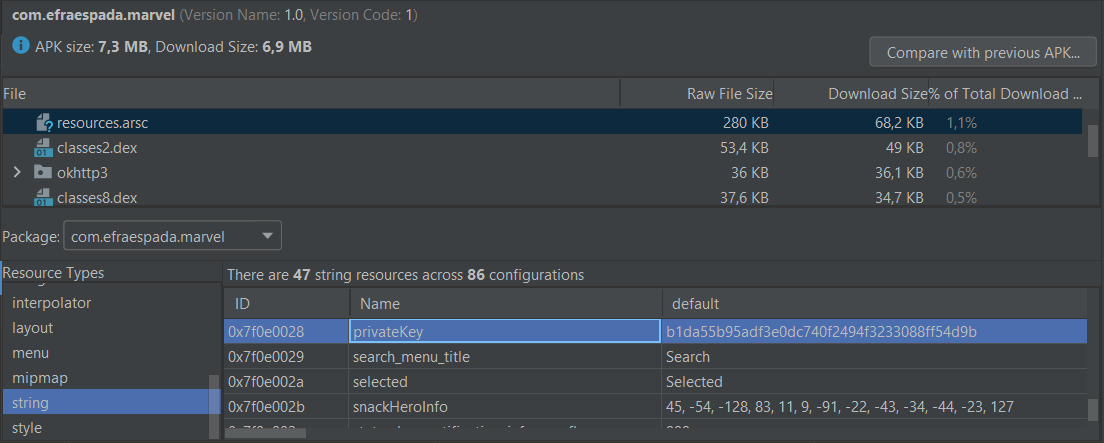 com.efraespada.marvel (Version Name: 1.0, Version Code: 1)
APK size: 7,3 MB, Download Size: 6,9 MB
Compare with previous APK...
File Raw File Size Download Size % of Total Download ...
resources.arsc 280 KB 68,2 KB 1,1%
classes2.dex 53,4 KB 49 KB 0,8%
okhttp3 36 KB 36,1 KB 0,6%
classes8.dex 37,6 KB 34,7 KB 0,5%
Package: com.efraespada.marvel
Resource Types
interpolator
layout
menu
mipmap
string
style
There are 47 string resources across 86 configurations
ID Name default
0x7f0e0028 privateKey b1da55b95adf3e0dc740f2494f3233088ff54d9b
0x7f0e0029 search_menu_title Search
0x7f0e002a selected Selected
0x7f0e002b snackHeroInfo 45, -54, -128, 83, 11, 9, -91, -22, -43, -34, -44, -23, 127